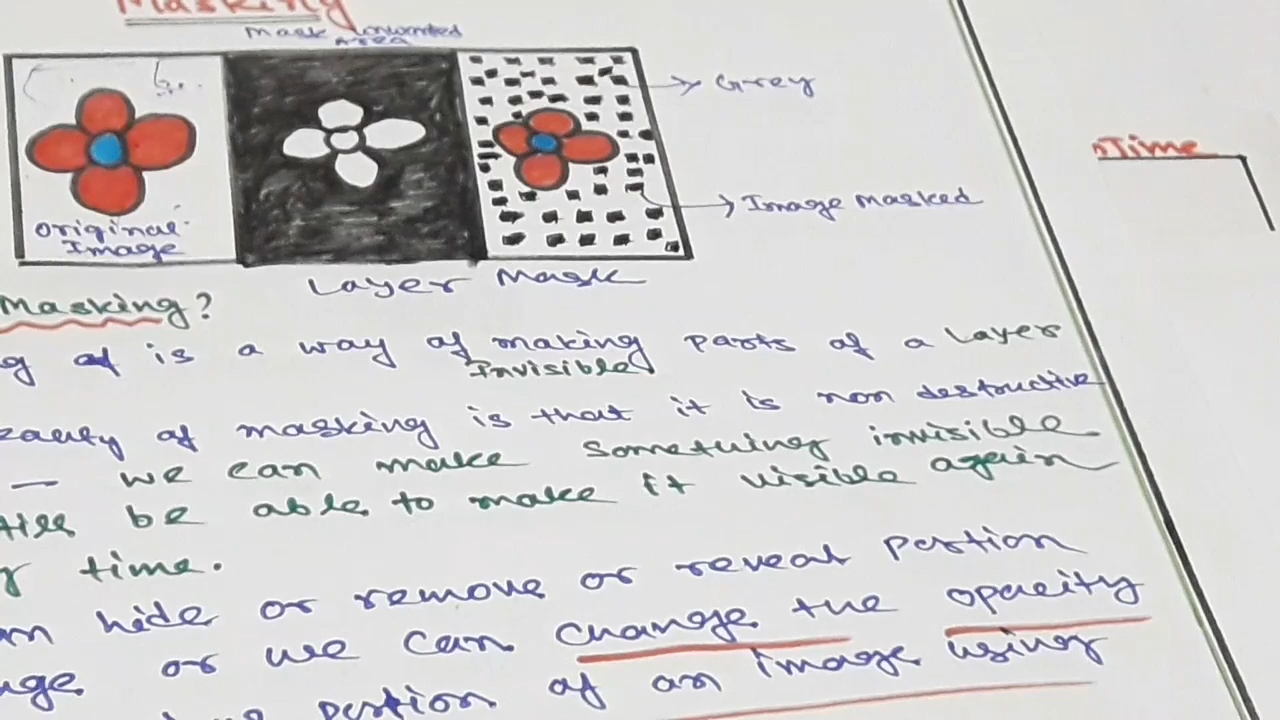 Masking
Mask unwanted
Area
Grey
Time
Image Masked
Original
Image
Layer Mask
Masking?
is a way of making parts of a Layer
Invisible
of masking is that it is non destructive
— we can make something invisible
be able to make it visible again
time.
hide or remove or reveal portion
or we can change the opacity
portion of an image using